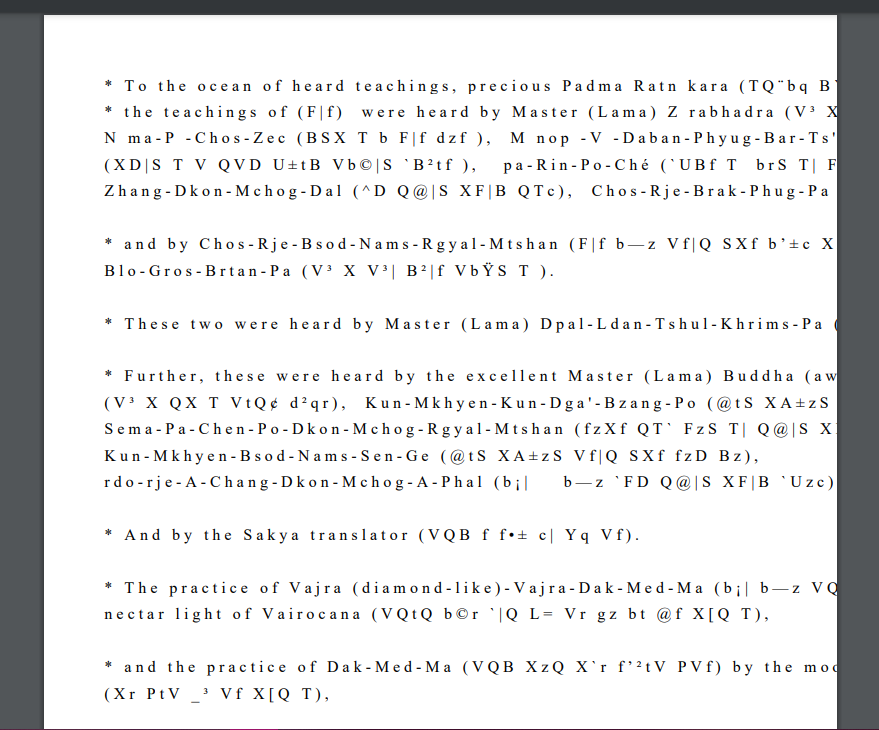 * To the ocean of heard teachings, precious Padma Ratn kara (TQ¨bq B
* the teachings of (F|f) were heard by Master (Lama) Z rabhadra (V³ X
N ma-P -Chos-Zec (BSX T b F|f dzf ), M nop -V -Daban-Phyug-Bar-Ts'
(XD|S T V QVD U±tB Vb©|S `B²tf ), pa-Rin-Po-Ché (`UBf T brS T| F
Zhang-Dkon-Mchog-Dal (^D Q@|S XF|B QTc), Chos-Rje-Brak-Phug-Pa
* and by Chos-Rje-Bsod-Nams-Rgyal-Mtshan (F|f b—z Vf|Q SXf b’±c X
Blo-Gros-Brtan-Pa (V³ X V³| B²|f VbŸS T ).
* These two were heard by Master (Lama) Dpal-Ldan-Tshul-Khrims-Pa (
* Further, these were heard by the excellent Master (Lama) Buddha (aw
(V³ X QX T VtQ¢ d²qr), Kun-Mkhyen-Kun-Dga'-Bzang-Po (@tS XA±zS
Sema-Pa-Chen-Po-Dkon-Mchog-Rgyal-Mtshan (fzXf QT` FzS T| Q@|S X
Kun-Mkhyen-Bsod-Nams-Sen-Ge (@tS XA±zS Vf|Q SXf fzD Bz),
rdo-rje-A-Chang-Dkon-Mchog-A-Phal (b¡| b—z `FD Q@|S XF|B `Uzc)
* And by the Sakya translator (VQB f f•± c| Yq Vf).
* The practice of Vajra (diamond-like)-Vajra-Dak-Med-Ma (b¡| b—z VQ
nectar light of Vairocana (VQtQ b©r `|Q L= Vr gz bt @f X[Q T),
* and the practice of Dak-Med-Ma (VQB XzQ X`r f’²tV PVf) by the moo
(Xr PtV _³ Vf X[Q T),